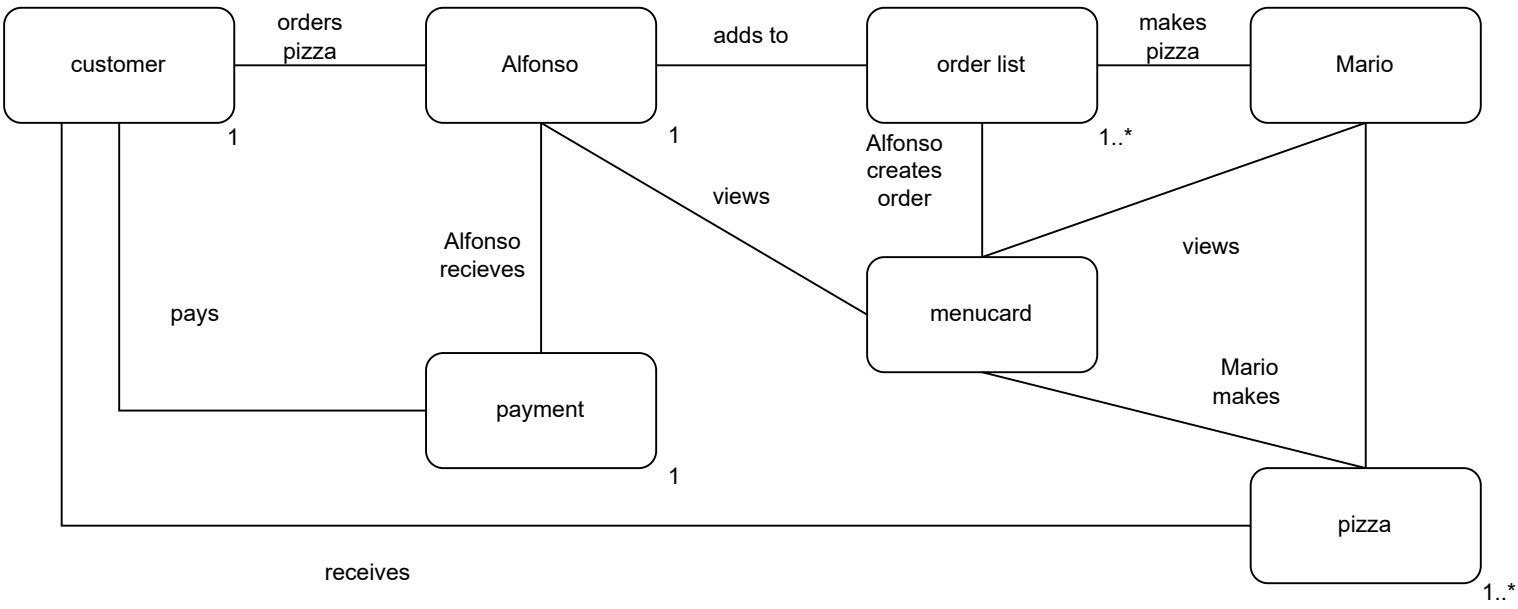 customer
orders
pizza
Alfonso
adds to
order list
makes
pizza
Mario
1
1
1..*
Alfonso
creates
order
views
Alfonso
recieves
views
pays
menucard
Mario
makes
payment
1
pizza
receives
1..*